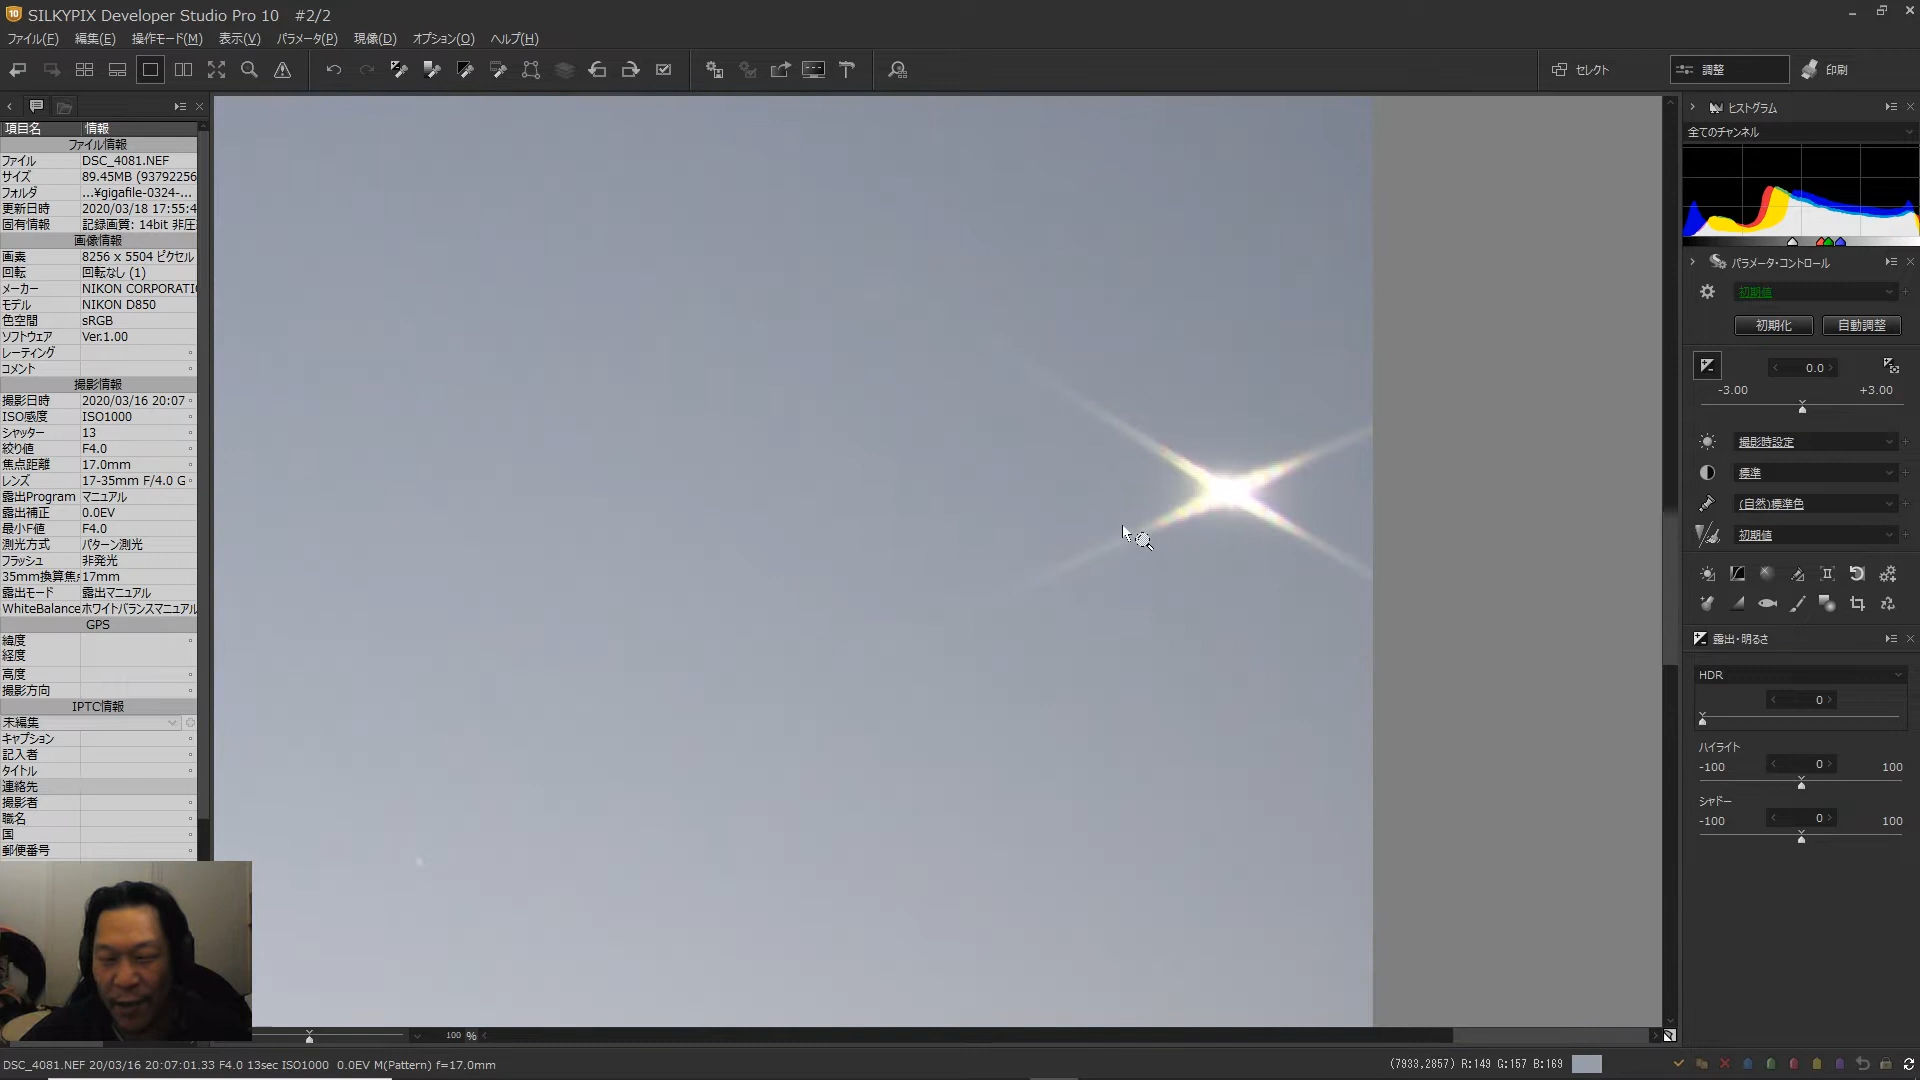 SILKYPIX Developer Studio Pro 10 #2/2
ファイル(F) 編集(E) 操作モード(M) 表示(V) パラメータ(P) 現像(D) オプション(O) ヘルプ(H)
セレクト 調整 印刷
項目名 情報
ファイル情報
ファイル DSC_4081.NEF
サイズ 89.45MB (93792256
フォルダ ...¥gigafile-0324-...
更新日時 2020/03/18 17:55:4
固有情報 記録画質: 14bit 非圧
画像情報
画素 8256 x 5504 ピクセル
回転 回転なし (1)
メーカー NIKON CORPORATI
モデル NIKON D850
色空間 sRGB
ソフトウェア Ver.1.00
レーティング
コメント
撮影情報
撮影日時 2020/03/16 20:07
ISO感度 ISO1000
シャッター 13
絞り値 F4.0
焦点距離 17.0mm
レンズ 17-35mm F/4.0 G
露出Program マニュアル
露出補正 0.0EV
最小F値 F4.0
測光方式 パターン測光
フラッシュ 非発光
35mm換算焦 17mm
露出モード 露出マニュアル
WhiteBalance ホワイトバランスマニュアル
GPS
緯度
経度
高度
撮影方向
IPTC情報
未編集
キャプション
記入者
タイトル
連絡先
撮影者
職名
国
郵便番号
100 %
DSC_4081.NEF 20/03/16 20:07:01.33 F4.0 13sec ISO1000 0.0EV M(Pattern) f=17.0mm
(7933,2857) R:149 G:157 B:169
ヒストグラム
全てのチャンネル
パラメータ・コントロール
初期値
初期化 自動調整
0.0
-3.00 +3.00
撮影時設定
標準
(自然)標準色
初期値
露出・明るさ
HDR
0
ハイライト
-100 0 100
シャドー
-100 0 100